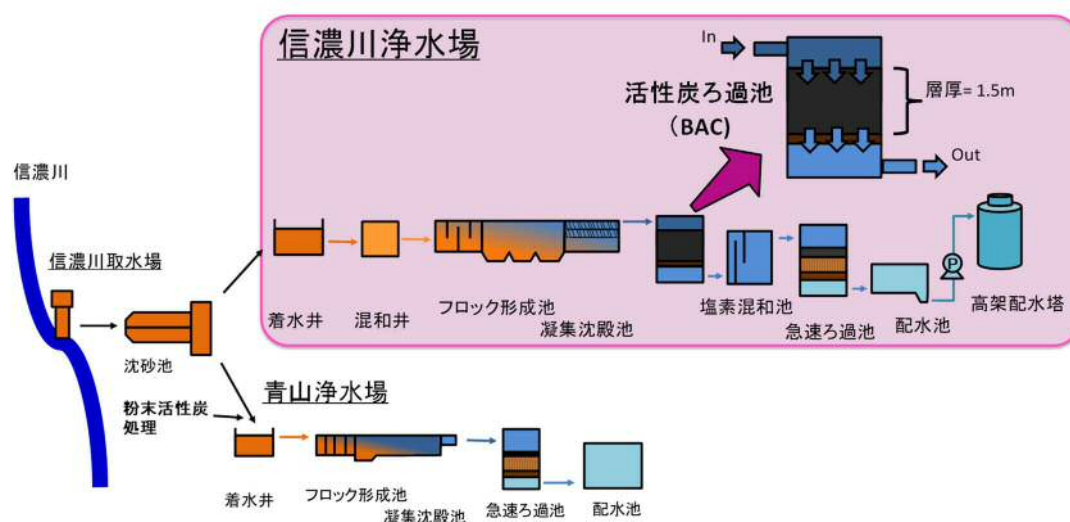 信濃川浄水場
In
活性炭ろ過池
（BAC)
層厚= 1.5m
Out
信濃川
信濃川取水場
沈砂池
着水井
混和井
フロック形成池
凝集沈殿池
塩素混和池
急速ろ過池
配水池
P
高架配水塔
青山浄水場
粉末活性炭
処理
着水井
フロック形成池
凝集沈殿池
急速ろ過池
配水池